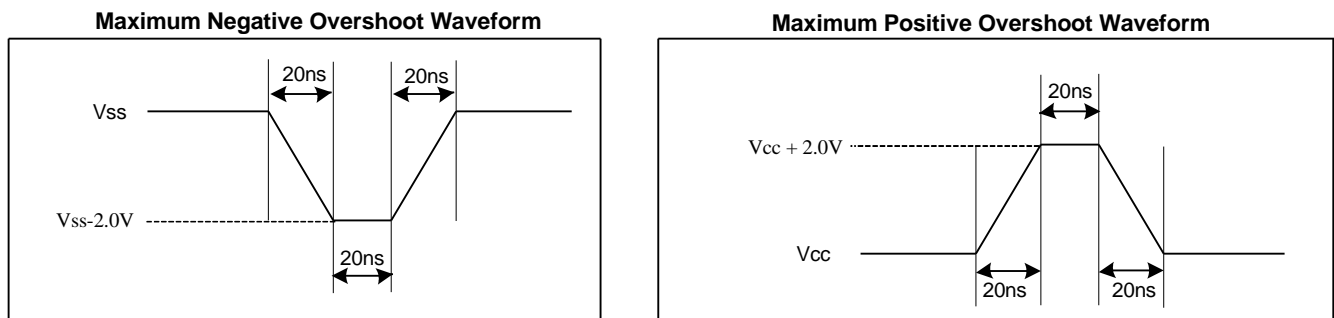 Maximum Negative Overshoot Waveform
20ns
20ns
Vss
Vss-2.0V
20ns
Maximum Positive Overshoot Waveform
20ns
Vcc + 2.0V
Vcc
20ns
20ns